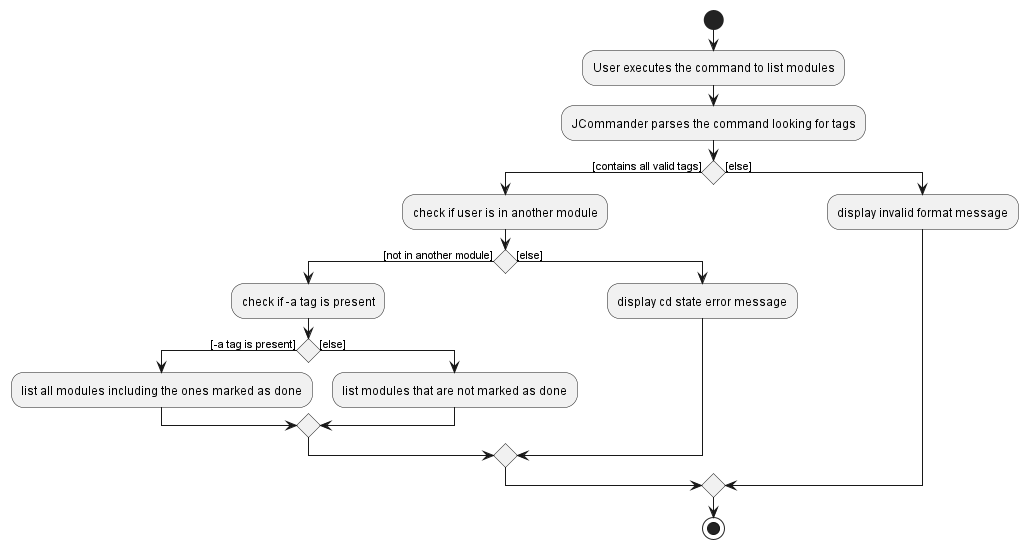 User executes the command to list modules
JCommander parses the command looking for tags
[contains all valid tags] [else]
check if user is in another module
display invalid format message
[not in another module] [else]
check if -a tag is present
display cd state error message
[-a tag is present] [else]
list all modules including the ones marked as done
list modules that are not marked as done